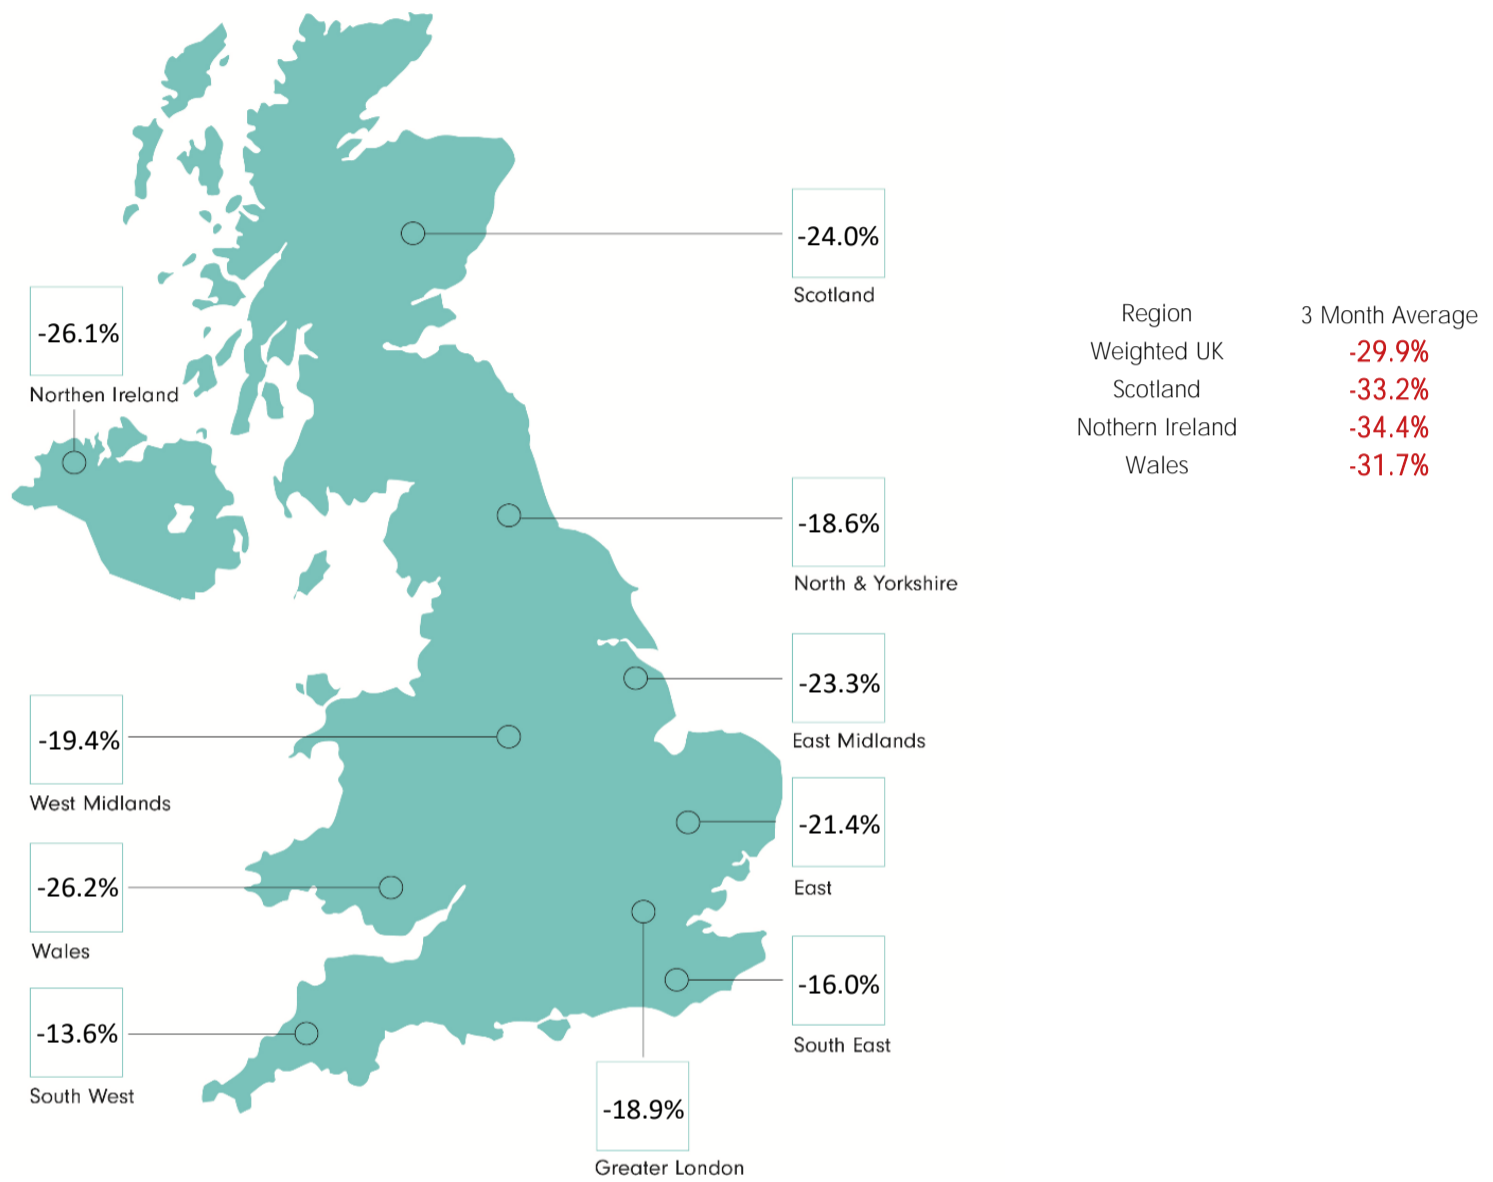 -24.0%
Scotland
-26.1%
Northen Ireland
-18.6%
North & Yorkshire
-23.3%
East Midlands
-19.4%
West Midlands
-21.4%
East
-26.2%
Wales
-16.0%
South East
-13.6%
South West
-18.9%
Greater London
Region 3 Month Average
Weighted UK -29.9%
Scotland -33.2%
Nothern Ireland -34.4%
Wales -31.7%